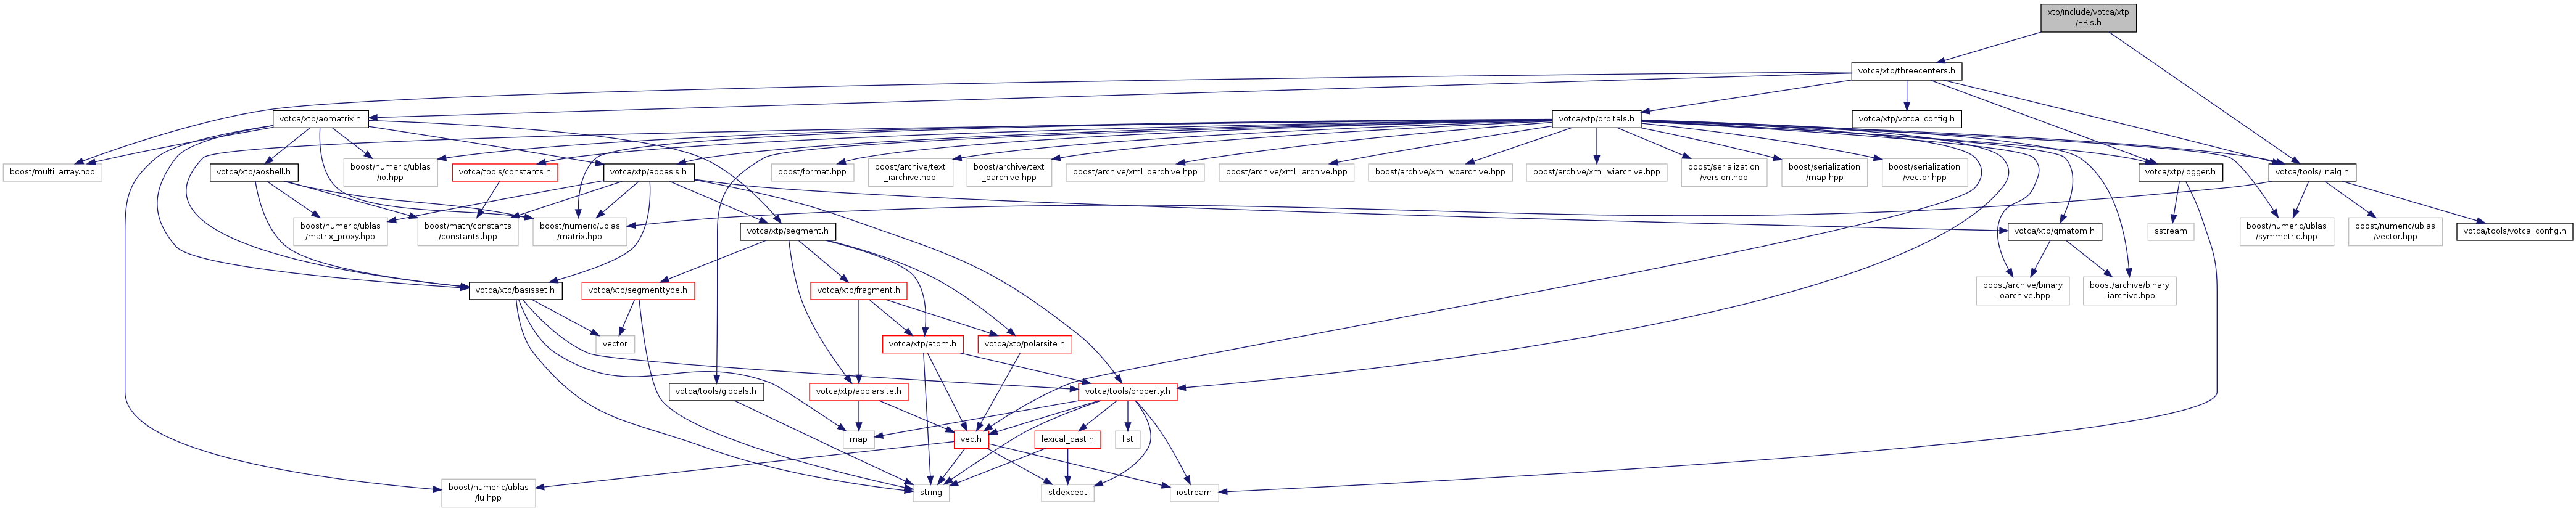 xtp/include/votca/xtp
/ERIs.h
votca/xtp/threecenters.h
votca/xtp/aomatrix.h
votca/xtp/orbitals.h
votca/xtp/votca_config.h
boost/multi_array.hpp
votca/xtp/aoshell.h
boost/numeric/ublas
/io.hpp
votca/tools/constants.h
votca/xtp/aobasis.h
boost/format.hpp
boost/archive/text
_iarchive.hpp
boost/archive/text
_oarchive.hpp
boost/archive/xml_oarchive.hpp
boost/archive/xml_iarchive.hpp
boost/archive/xml_woarchive.hpp
boost/archive/xml_wiarchive.hpp
boost/serialization
/version.hpp
boost/serialization
/map.hpp
boost/serialization
/vector.hpp
votca/xtp/logger.h
votca/tools/linalg.h
boost/numeric/ublas
/matrix_proxy.hpp
boost/math/constants
/constants.hpp
boost/numeric/ublas
/matrix.hpp
votca/xtp/segment.h
votca/xtp/qmatom.h
sstream
boost/numeric/ublas
/symmetric.hpp
boost/numeric/ublas
/vector.hpp
votca/tools/votca_config.h
votca/xtp/basisset.h
votca/xtp/segmenttype.h
votca/xtp/fragment.h
boost/archive/binary
_oarchive.hpp
boost/archive/binary
_iarchive.hpp
vector
votca/xtp/atom.h
votca/xtp/polarsite.h
votca/tools/globals.h
votca/xtp/apolarsite.h
votca/tools/property.h
map
vec.h
lexical_cast.h
list
boost/numeric/ublas
/lu.hpp
string
stdexcept
iostream